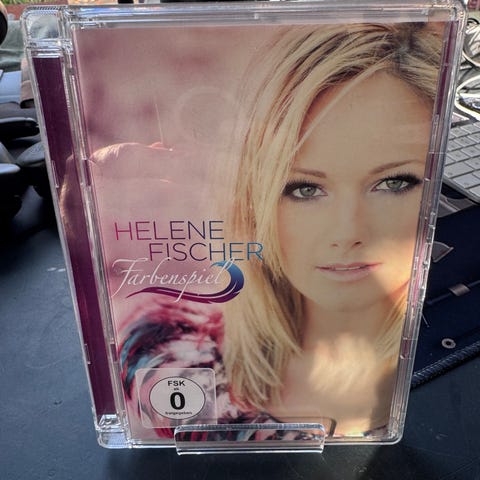 HELENE
FISCHER
Farbenspiel
FSK
ab
0
freigegeben